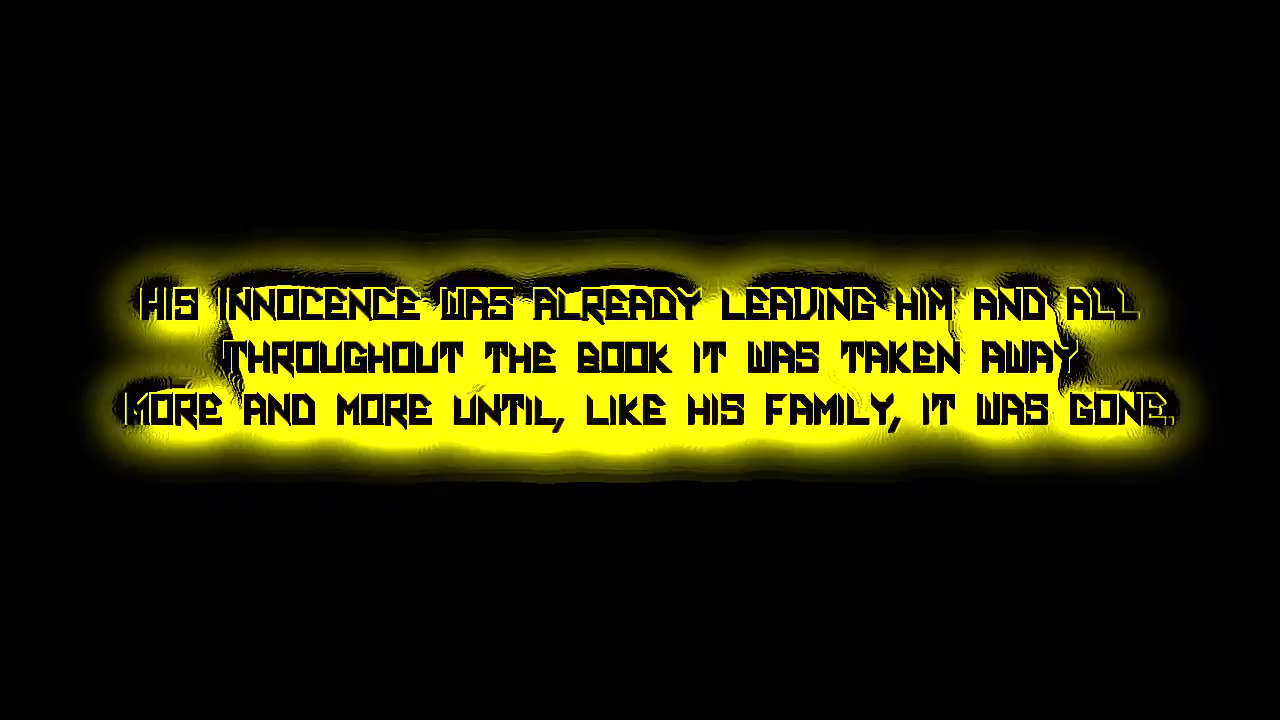 HIS INNOCENCE WAS ALREADY LEAVING HIM AND ALL
THROUGHOUT THE BOOK IT WAS TAKEN AWAY
MORE AND MORE UNTIL, LIKE HIS FAMILY, IT WAS GONE.